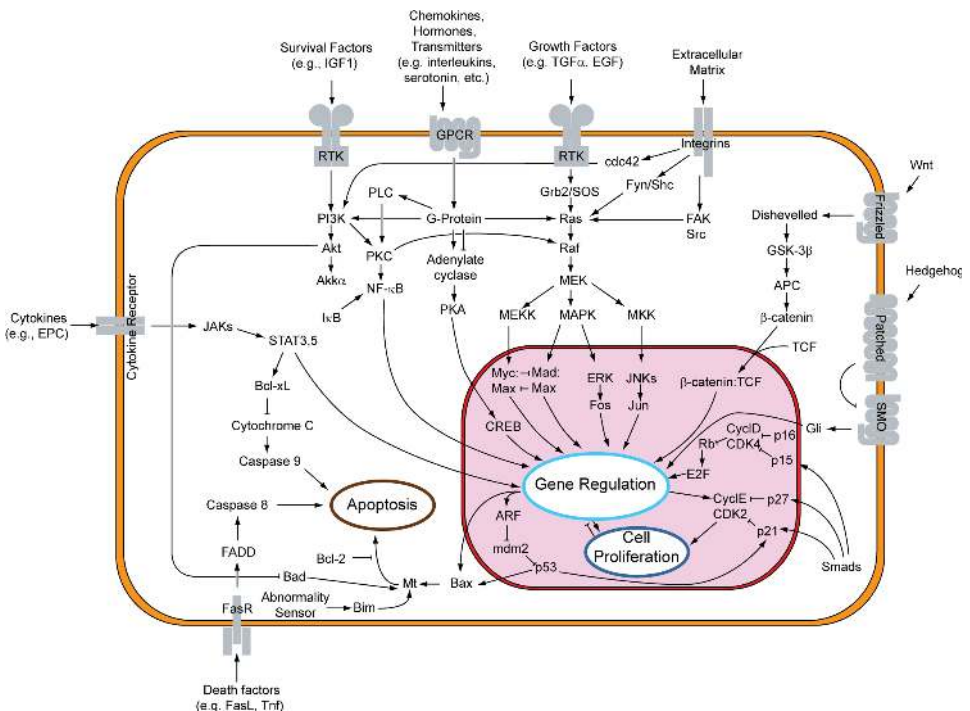 Chemokines,
Hormones,
Transmitters
(e.g. interleukins,
serotonin, etc.)
Survival Factors
(e.g., IGF1)
Growth Factors
(e.g. TGFα, EGF)
Extracellular
Matrix
GPCR
RTK
RTK
Integrins
cdc42
Wnt
Frizzled
PLC
Grb2/SOS
Fyn/Shc
PI3K
G-Protein
Ras
FAK
Src
Dishevelled
Akt
PKC
Adenylate
cyclase
Raf
GSK-3β
Akkα
NF-κB
MEK
APC
Hedgehog
IκB
PKA
MEKK
MAPK
MKK
β-catenin
Patched
Cytokines
(e.g., EPC)
Cytokine Receptor
JAKs
STAT3.5
TCF
Myc:
Mad:
Max
Max
ERK
JNKs
β-catenin:TCF
Bcl-xL
Fos
Jun
SMO
Cytochrome C
CREB
Gli
CyclD
p16
Rb
CDK4
p15
Caspase 9
E2F
Gene Regulation
Caspase 8
Apoptosis
CyclE
p27
CDK2
ARF
p21
FADD
Bcl-2
mdm2
Cell
Proliferation
p53
Smads
Bad
Mt
Bax
Abnormality
Sensor
Bim
FasR
Death factors
(e.g. FasL, Tnf)